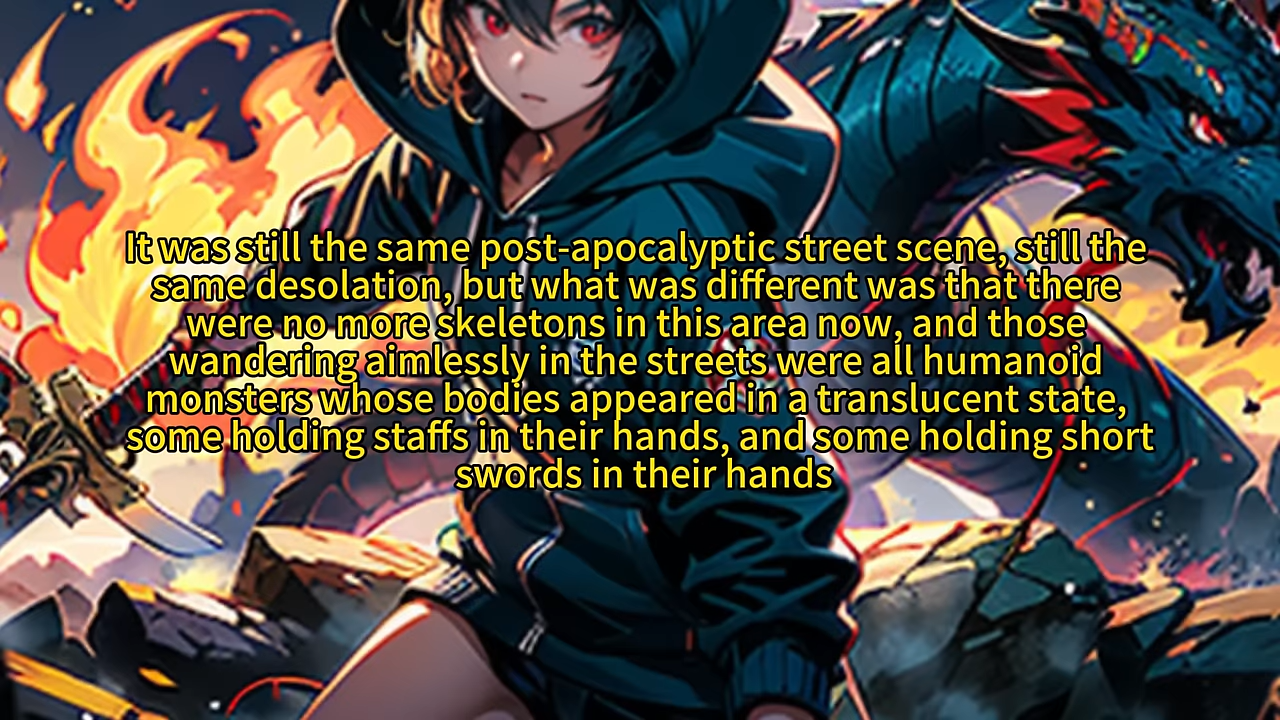 It was still the same post-apocalyptic street scene, still the
same desolation, but what was different was that there
were no more skeletons in this area now, and those
wandering aimlessly in the streets were all humanoid
monsters whose bodies appeared in a translucent state,
some holding staffs in their hands, and some holding short
swords in their hands